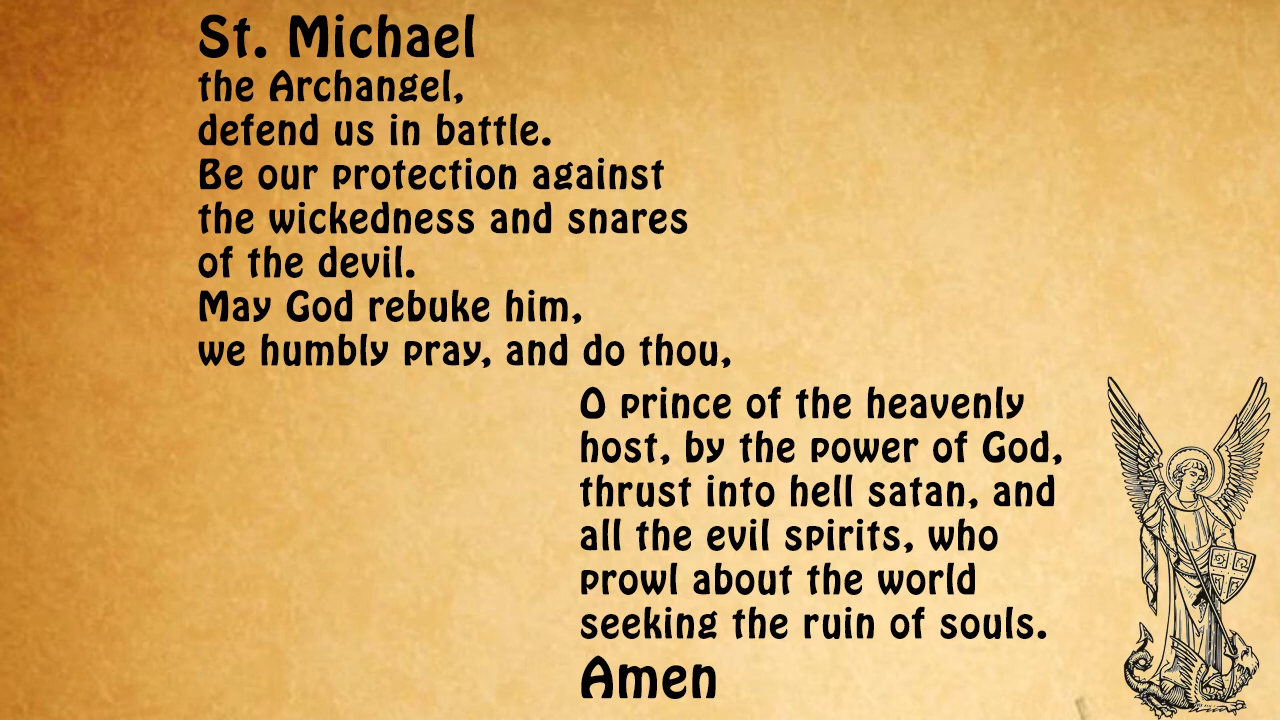 St. Michael
the Archangel,
defend us in battle.
Be our protection against
the wickedness and snares
of the devil.
May God rebuke him,
we humbly pray, and do thou,
O prince of the heavenly
host, by the power of God,
thrust into hell satan, and
all the evil spirits, who
prowl about the world
seeking the ruin of souls.
Amen